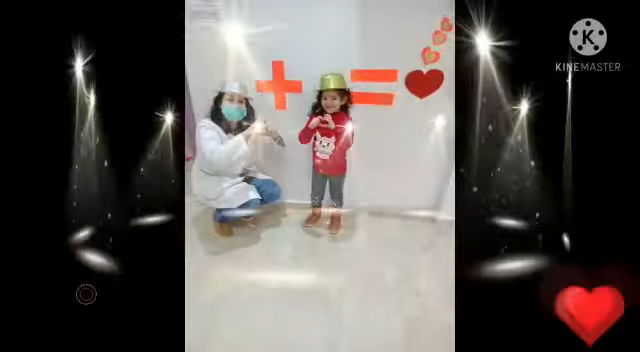 + =
K
KINEMASTER